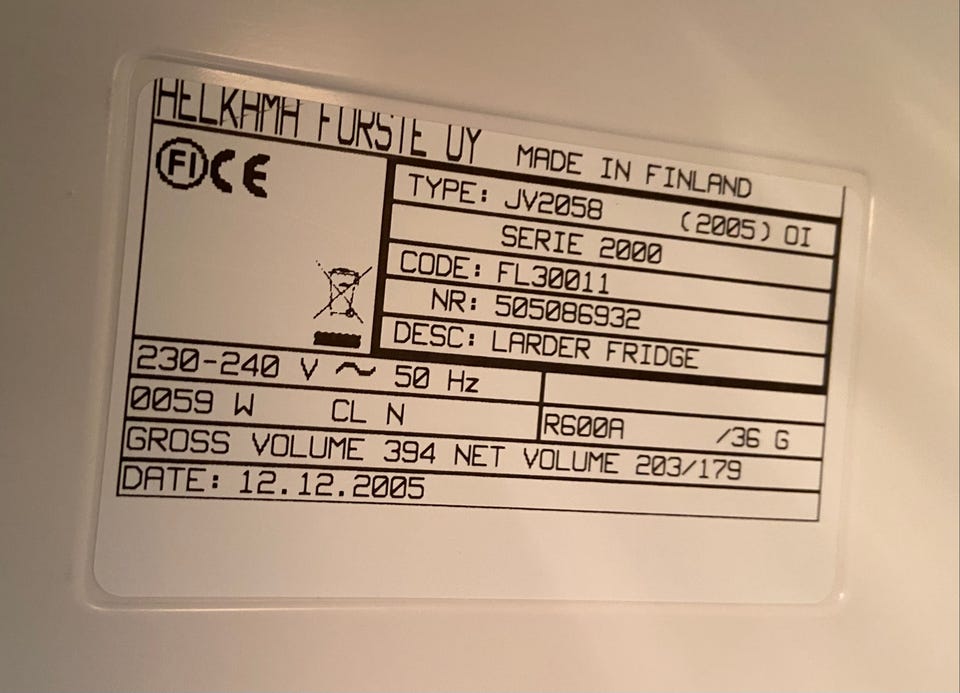 HELKAMA FORSTE OY MADE IN FINLAND
FI CE
TYPE: JV2058 (2005) OI
SERIE 2000
CODE: FL30011
NR: 505086932
DESC: LARDER FRIDGE
230-240 V ~ 50 Hz
0059 W CL N
R600A /36 G
GROSS VOLUME 394 NET VOLUME 203/179
DATE: 12.12.2005